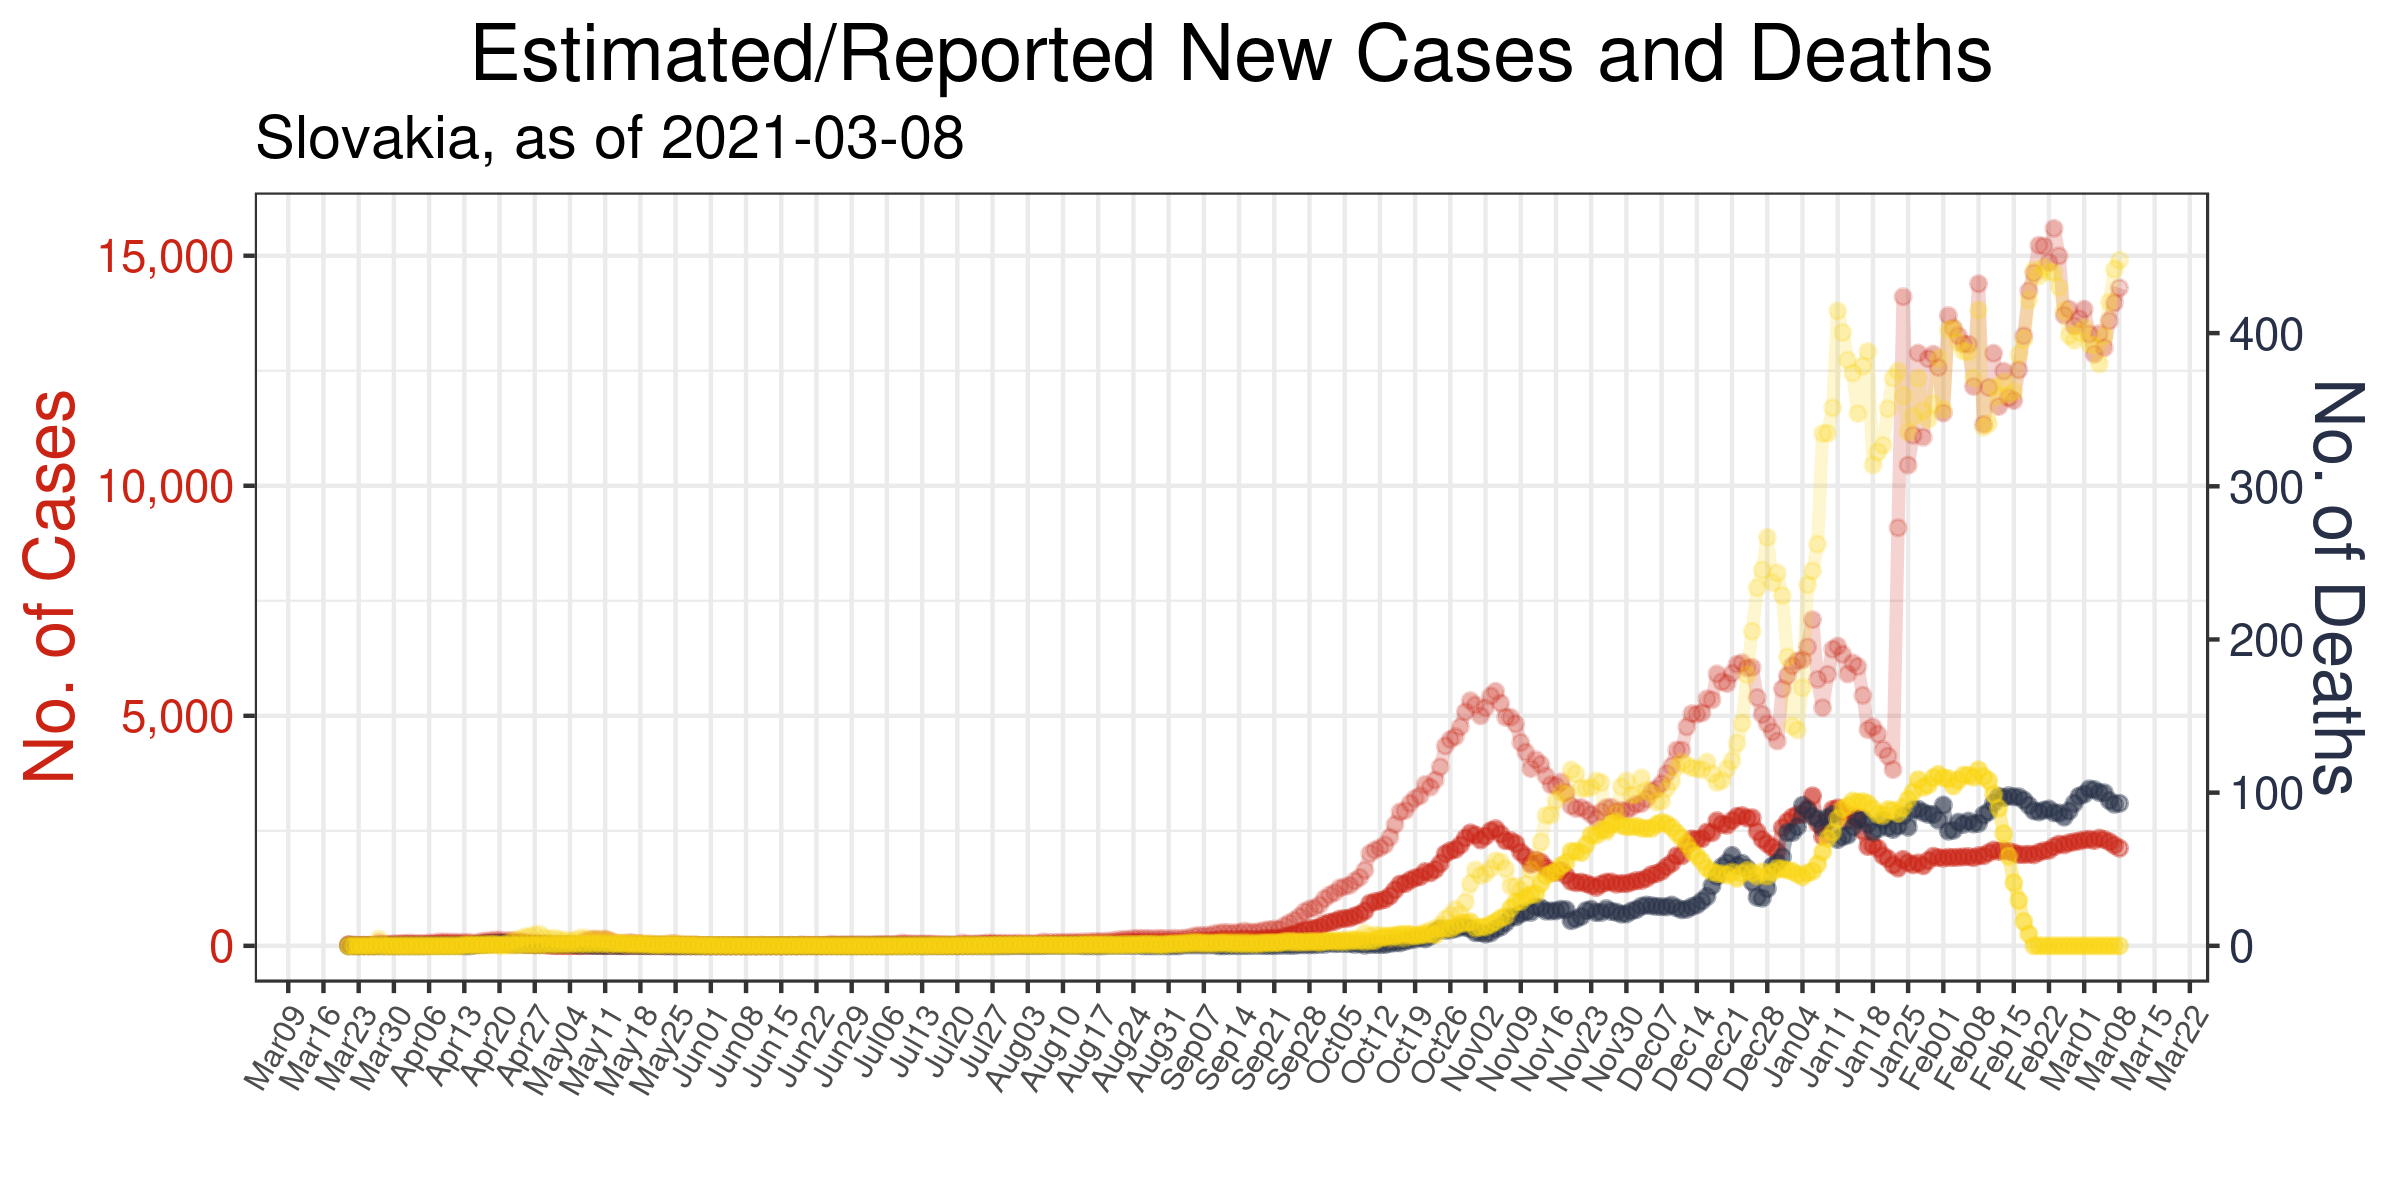 Estimated/Reported New Cases and Deaths
Slovakia, as of 2021-03-08
No. of Cases
15,000
10,000
5,000
0
400
300
200
100
0
No. of Deaths
Mar09 Mar16 Mar23 Mar30 Apr06 Apr13 Apr20 Apr27 May04 May11 May18 May25 Jun01 Jun08 Jun15 Jun22 Jun29 Jul06 Jul13 Jul20 Jul27 Aug03 Aug10 Aug17 Aug24 Aug31 Sep07 Sep14 Sep21 Sep28 Oct05 Oct12 Oct19 Oct26 Nov02 Nov09 Nov16 Nov23 Nov30 Dec07 Dec14 Dec21 Dec28 Jan04 Jan11 Jan18 Jan25 Feb01 Feb08 Feb15 Feb22 Mar01 Mar08 Mar15 Mar22